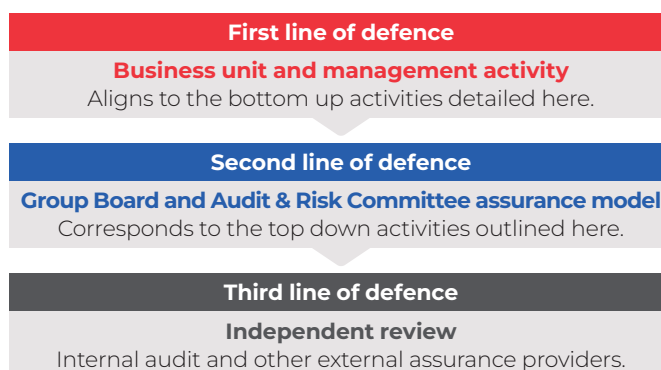 First line of defence
Business unit and management activity
Aligns to the bottom up activities detailed here.
Second line of defence
Group Board and Audit & Risk Committee assurance model
Corresponds to the top down activities outlined here.
Third line of defence
Independent review
Internal audit and other external assurance providers.